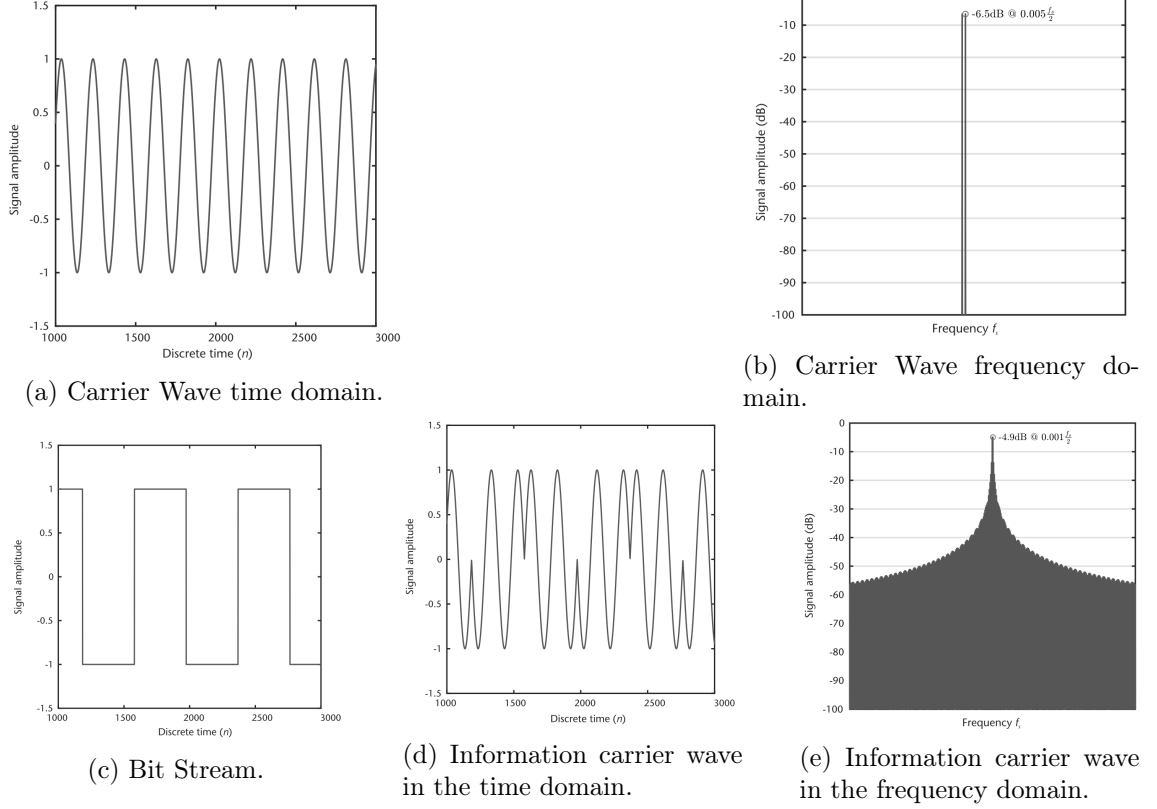 1.5
1
0.5
0
-0.5
-1
-1.5
Signal amplitude
1000 1500 2000 2500 3000
Discrete time (n)
(a) Carrier Wave time domain.
-6.5dB @ 0.005 fs/2
-10
-20
-30
-40
-50
-60
-70
-80
-90
-100
Signal amplitude (dB)
Frequency fs
(b) Carrier Wave frequency do-
main.
1.5
1
0.5
0
-0.5
-1
-1.5
Signal amplitude
1000 1500 2000 2500 3000
Discrete time (n)
(c) Bit Stream.
1.5
1
0.5
0
-0.5
-1
-1.5
Signal amplitude
1000 1500 2000 2500 3000
Discrete time (n)
(d) Information carrier wave
in the time domain.
-4.9dB @ 0.001 fs/2
0
-10
-20
-30
-40
-50
-60
-70
-80
-90
-100
Signal amplitude (dB)
Frequency fs
(e) Information carrier wave
in the frequency domain.